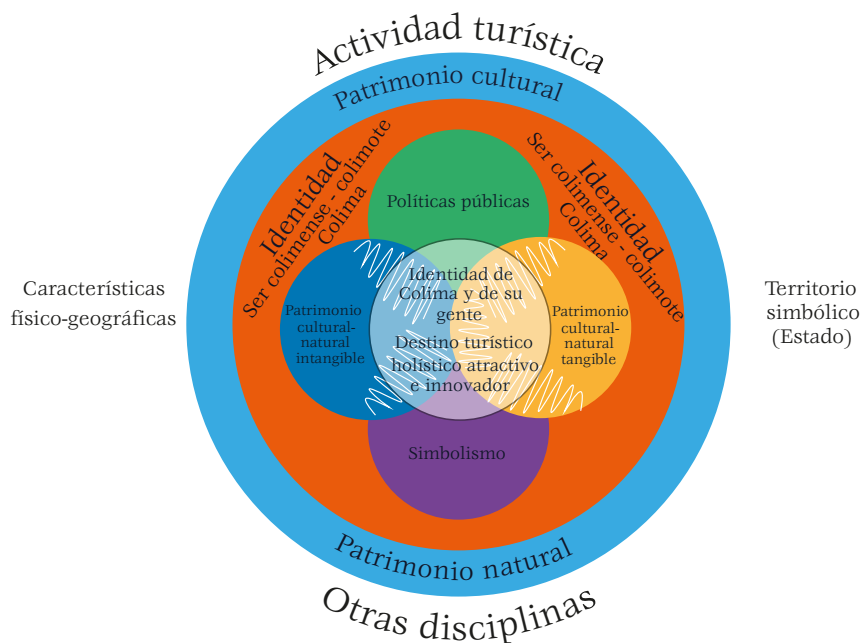 Actividad turística
Patrimonio cultural
Identidad
Ser colimense - colimote
Colima
Identidad
Ser colimense - colimote
Colima
Políticas públicas
Características
físico-geográficas
Territorio
simbólico
(Estado)
Patrimonio
cultural-
natural
intangible
Identidad de
Colima y de su
gente
Destino turístico
holístico atractivo
e innovador
Patrimonio
cultural-
natural
tangible
Simbolismo
Patrimonio natural
Otras disciplinas